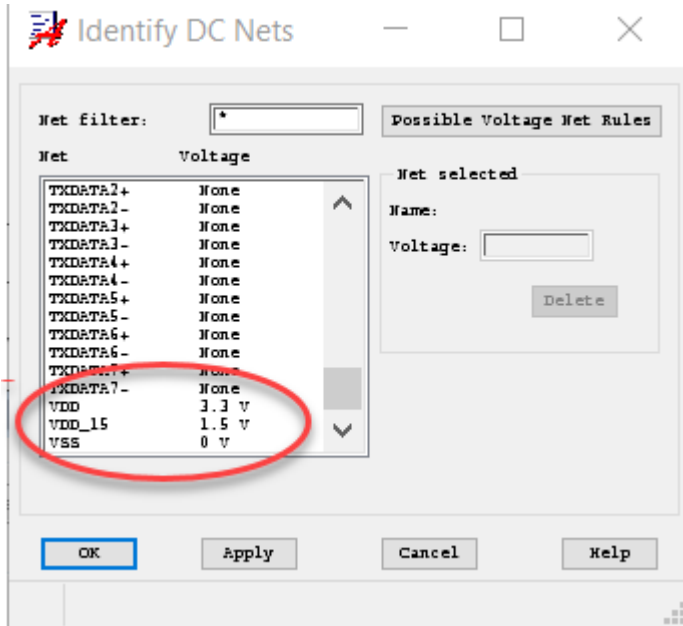 Identify DC Nets
Net filter: * Possible Voltage Net Rules
Net Voltage
Net selected
TXDATA2+ None
TXDATA2- None
Name:
TXDATA3+ None
TXDATA3- None
Voltage:
TXDATA4+ None
TXDATA4- None
TXDATA5+ None
Delete
TXDATA5- None
TXDATA6+ None
TXDATA6- None
TXDATA7+ None
TXDATA7- None
VDD 3.3 V
VDD_15 1.5 V
VSS 0 V
OK Apply Cancel Help